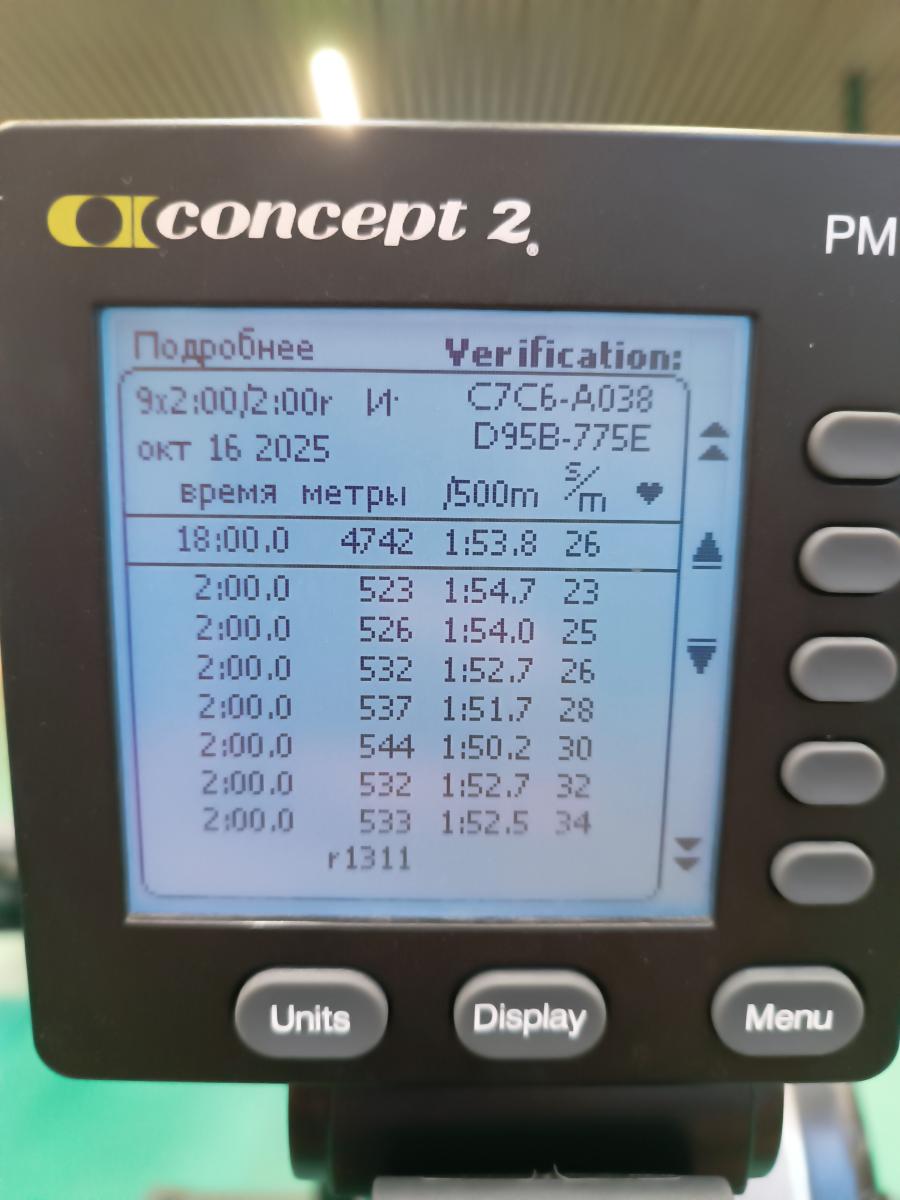 concept 2®
PM
Подробнее Verification:
9x2:00/2:00r И· C7C6-A038
окт 16 2025 D95B-775E
время метры /500m s/m ♥
18:00.0 4742 1:53.8 26
2:00.0 523 1:54.7 23
2:00.0 526 1:54.0 25
2:00.0 532 1:52.7 26
2:00.0 537 1:51.7 28
2:00.0 544 1:50.2 30
2:00.0 532 1:52.7 32
2:00.0 533 1:52.5 34
r1311
Units Display Menu